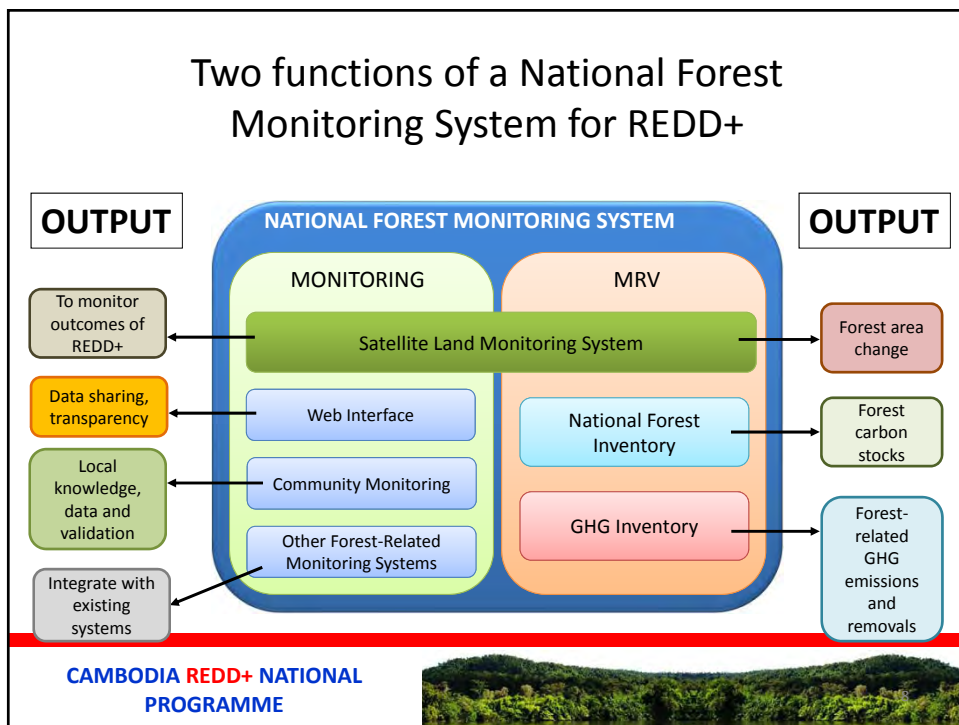 Two functions of a National Forest
Monitoring System for REDD+
OUTPUT
OUTPUT
NATIONAL FOREST MONITORING SYSTEM
MONITORING
MRV
To monitor
outcomes of
REDD+
Satellite Land Monitoring System
Forest area
change
Data sharing,
transparency
Web Interface
National Forest
Inventory
Forest
carbon
stocks
Local
knowledge,
data and
validation
Community Monitoring
GHG Inventory
Forest-
related
GHG
emissions
and
removals
Other Forest-Related
Monitoring Systems
Integrate with
existing
systems
CAMBODIA REDD+ NATIONAL
PROGRAMME
8